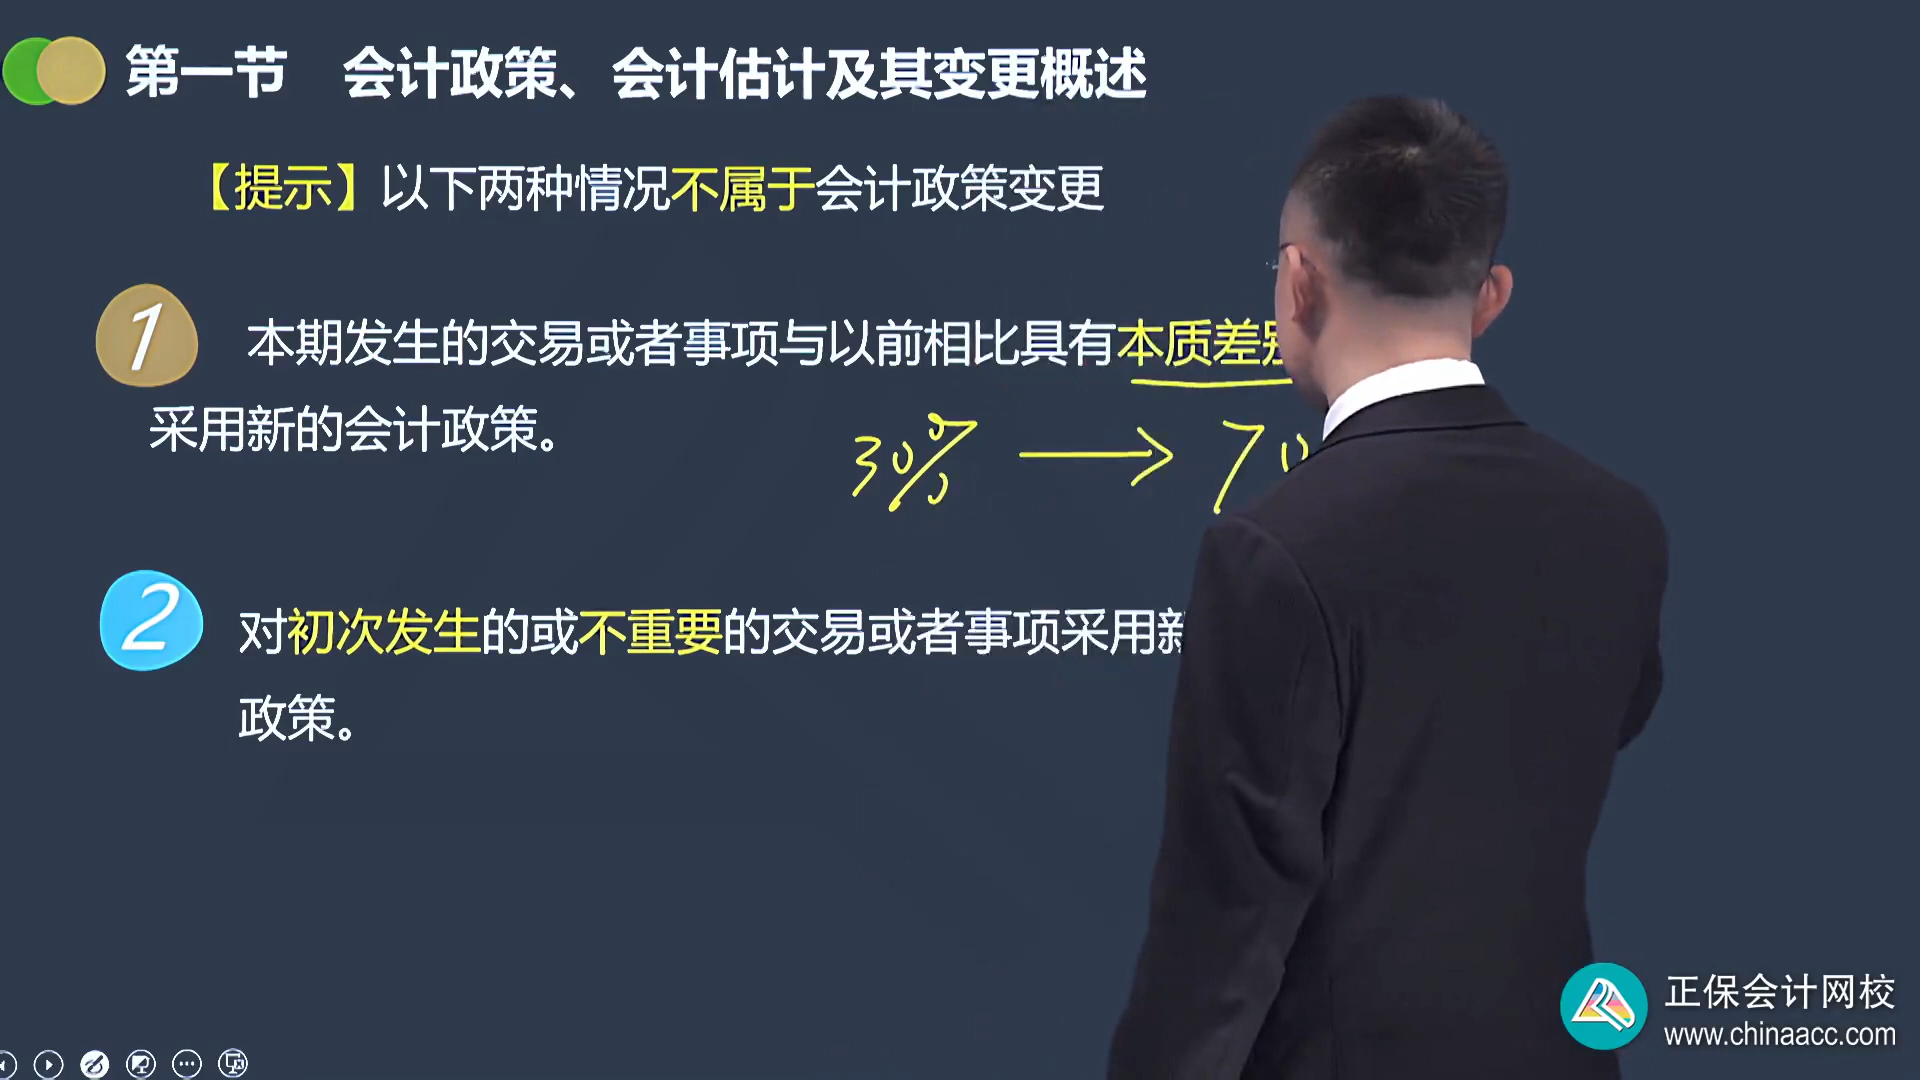 第一节 会计政策、会计估计及其变更概述
【提示】以下两种情况不属于会计政策变更
1 本期发生的交易或者事项与以前相比具有本质差
采用新的会计政策。
30% → 70
2 对初次发生的或不重要的交易或者事项采用
政策。
正保会计网校
www.chinaacc.com